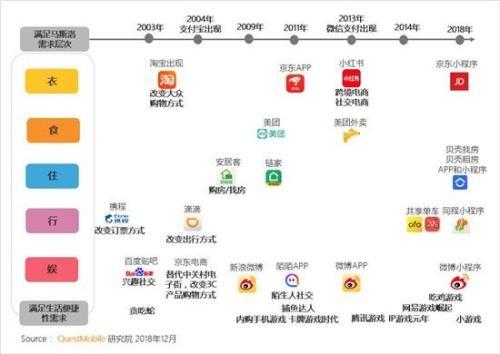 满足马斯洛
需求层次
2003年
2004年
支付宝出现
2009年
2011年
2013年
微信支付出现
2014年
2018年
衣
淘宝出现
淘
改变大众
购物方式
京东APP
小红书
小红书
跨境电商
社交电商
京东小程序
JD
食
美团
美团
美团外卖
住
安居客
购房/找房
链家
贝壳找房
贝壳租房
APP和小程序
行
携程
携程
改变订票方式
滴滴
改变出行方式
共享单车
ofo
同程小程序
娱
百度贴吧
兴趣社交
贪吃蛇
京东电商
替代中关村电
子街，改变3C
产品购物方式
新浪微博
陌陌APP
陌生人社交
捕鱼达人
内购手机游戏
卡牌游戏时代
微博APP
腾讯游戏
网易游戏崛起
IP游戏元年
微博小程序
吃鸡游戏
小游戏
满足生活便捷
性需求
Source： QuestMobile 研究院 2018年12月